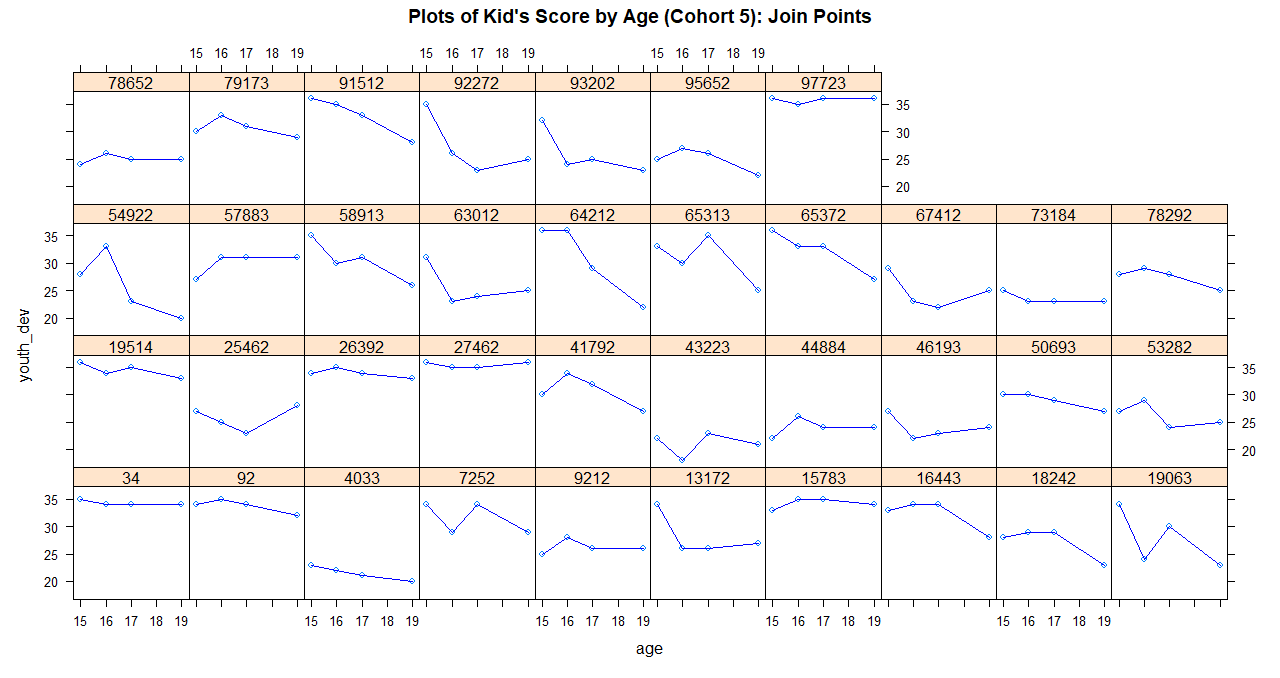 Plots of Kid's Score by Age (Cohort 5): Join Points
15 16 17 18 19 15 16 17 18 19 15 16 17 18 19
78652 79173 91512 92272 93202 95652 97723
35
30
25
20
54922 57883 58913 63012 64212 65313 65372 67412 73184 78292
35
30
25
20
19514 25462 26392 27462 41792 43223 44884 46193 50693 53282
35
30
25
20
34 92 4033 7252 9212 13172 15783 16443 18242 19063
35
30
25
20
15 16 17 18 19 15 16 17 18 19 15 16 17 18 19 15 16 17 18 19 15 16 17 18 19
youth_dev
age